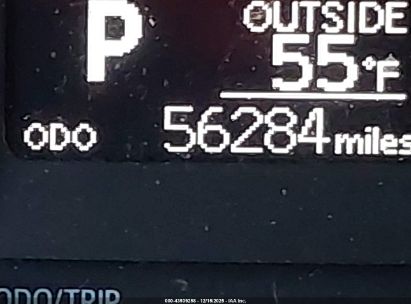 P
OUTSIDE
55°F
ODO 56284 miles
ODO/TRIP